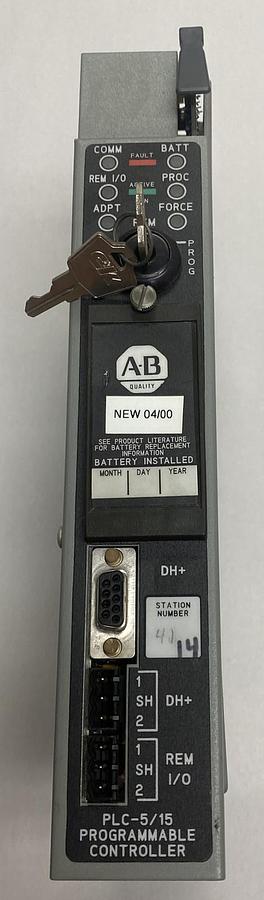 COMM BATT
FAULT
REM I/O PROC
ACTIVE
ADPT FORCE
REM
PROG
A-B
QUALITY
NEW 04/00
SEE PRODUCT LITERATURE
FOR BATTERY REPLACEMENT
INFORMATION
BATTERY INSTALLED
MONTH DAY YEAR
DH+
STATION
NUMBER
14
1
SH DH+
2
1
SH REM I/O
2
PLC-5/15
PROGRAMMABLE
CONTROLLER